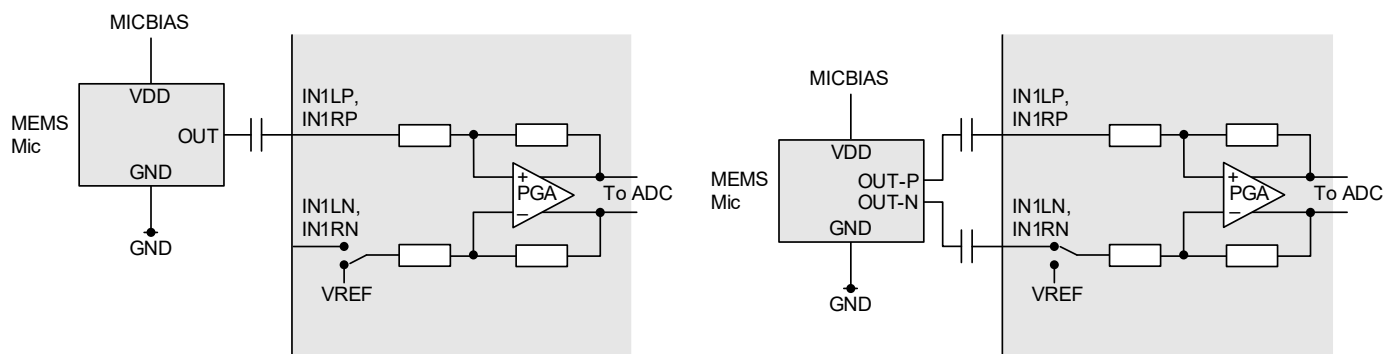 MICBIAS
VDD
MEMS
Mic
OUT
GND
GND
IN1LP,
IN1RP
+
PGA
–
To ADC
IN1LN,
IN1RN
VREF
MICBIAS
VDD
MEMS
Mic
OUT-P
OUT-N
GND
GND
IN1LP,
IN1RP
+
PGA
–
To ADC
IN1LN,
IN1RN
VREF